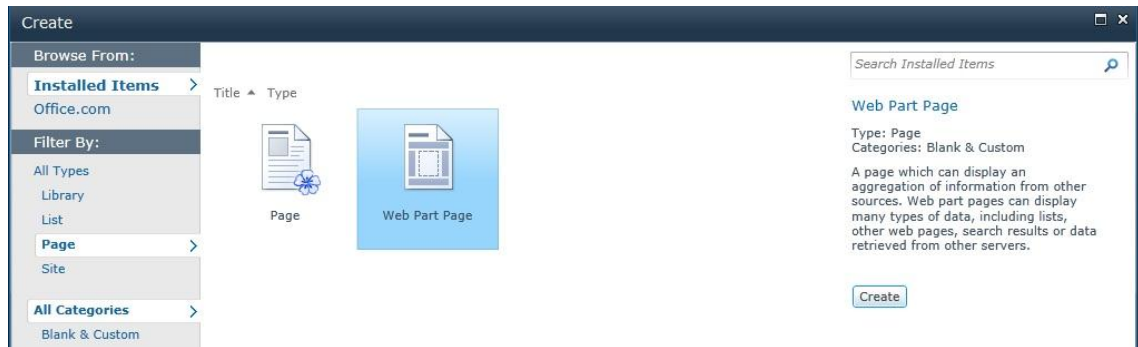 Create
Browse From:
Installed Items
Office.com
Filter By:
All Types
Library
List
Page
Site
All Categories
Blank & Custom
Title Type
Page
Web Part Page
Search Installed Items
Web Part Page
Type: Page
Categories: Blank & Custom
A page which can display an
aggregation of information from other
sources. Web part pages can display
many types of data, including lists,
other web pages, search results or data
retrieved from other servers.
Create